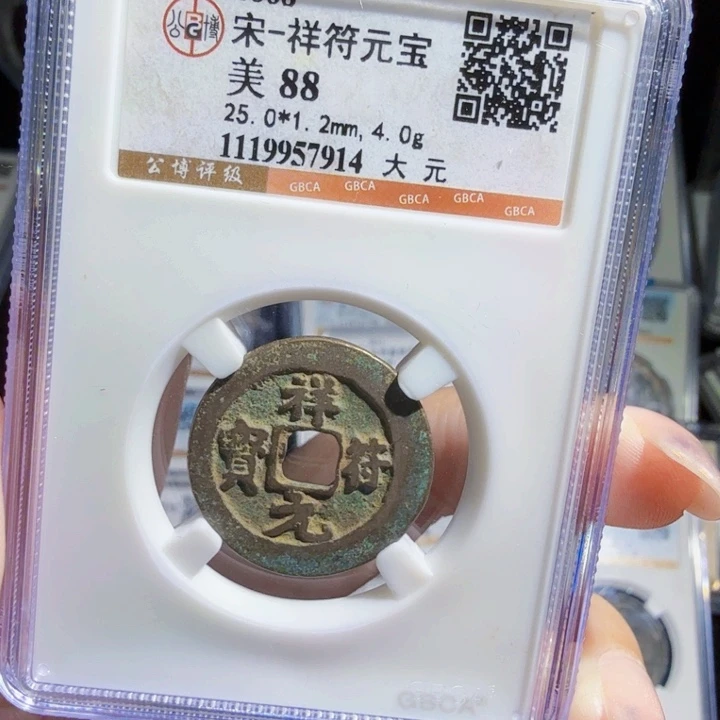 公 G 博
宋-祥符元宝
美 88
25.0*1.2mm, 4.0g
1119957914 大 元
公博评级
GBCA GBCA GBCA GBCA GBCA
祥
寳 符
元
GBCA